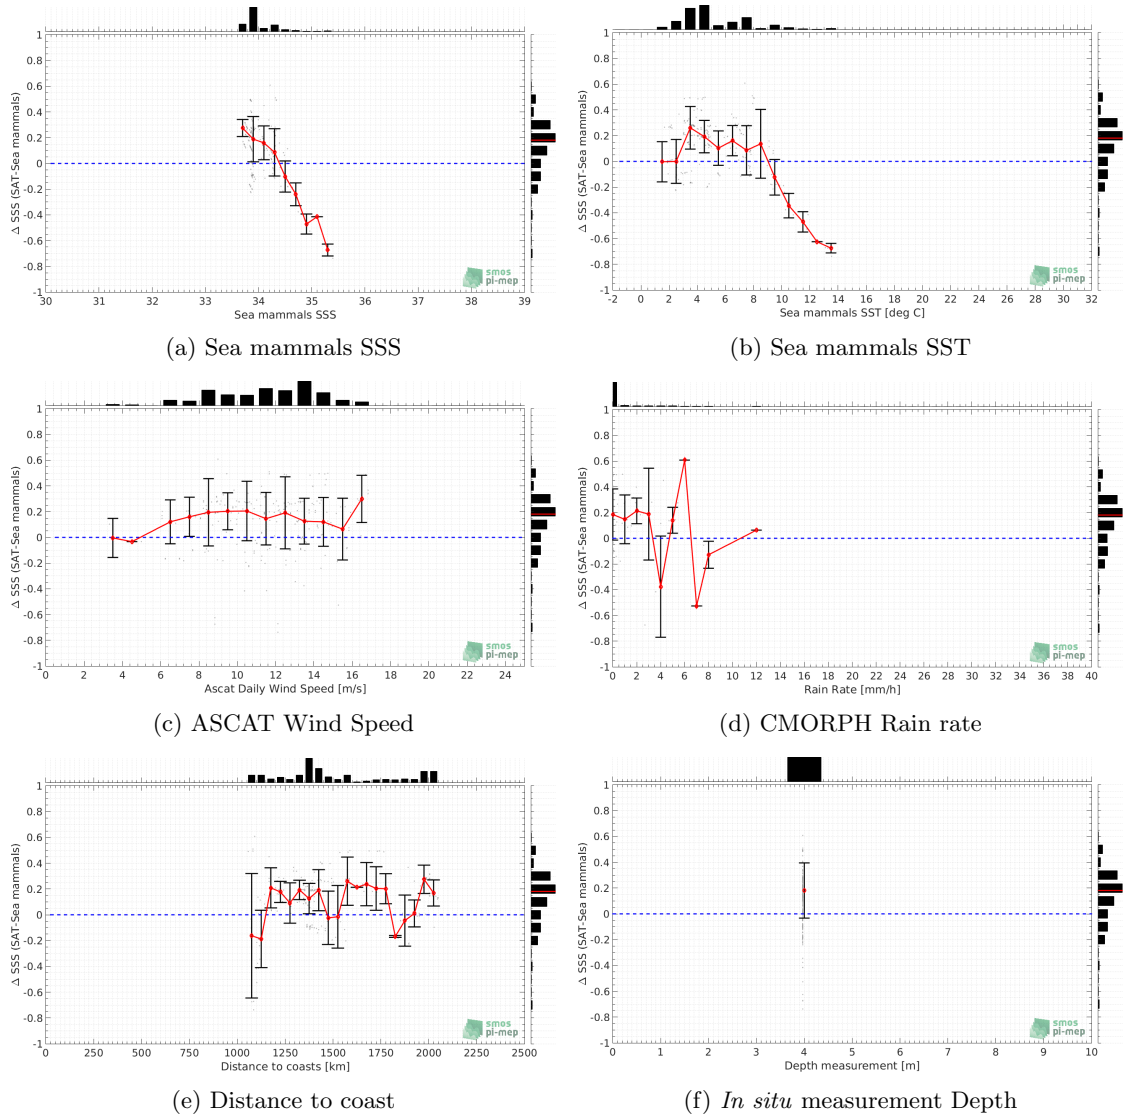 1
0.8
0.6
0.4
0.2
0
-0.2
-0.4
-0.6
-0.8
-1
Δ SSS (SAT-Sea mammals)
30 31 32 33 34 35 36 37 38 39
Sea mammals SSS
smos
pi-mep
(a) Sea mammals SSS
1
0.8
0.6
0.4
0.2
0
-0.2
-0.4
-0.6
-0.8
-1
Δ SSS (SAT-Sea mammals)
-2 0 2 4 6 8 10 12 14 16 18 20 22 24 26 28 30 32
Sea mammals SST [deg C]
smos
pi-mep
(b) Sea mammals SST
1
0.8
0.6
0.4
0.2
0
-0.2
-0.4
-0.6
-0.8
-1
Δ SSS (SAT-Sea mammals)
0 2 4 6 8 10 12 14 16 18 20 22 24
Ascat Daily Wind Speed [m/s]
smos
pi-mep
(c) ASCAT Wind Speed
1
0.8
0.6
0.4
0.2
0
-0.2
-0.4
-0.6
-0.8
-1
Δ SSS (SAT-Sea mammals)
0 2 4 6 8 10 12 14 16 18 20 22 24 26 28 30 32 34 36 38 40
Rain Rate [mm/h]
smos
pi-mep
(d) CMORPH Rain rate
1
0.8
0.6
0.4
0.2
0
-0.2
-0.4
-0.6
-0.8
-1
Δ SSS (SAT-Sea mammals)
0 250 500 750 1000 1250 1500 1750 2000 2250 2500
Distance to coasts [km]
smos
pi-mep
(e) Distance to coast
1
0.8
0.6
0.4
0.2
0
-0.2
-0.4
-0.6
-0.8
-1
Δ SSS (SAT-Sea mammals)
0 1 2 3 4 5 6 7 8 9 10
Depth measurement [m]
smos
pi-mep
(f) In situ measurement Depth